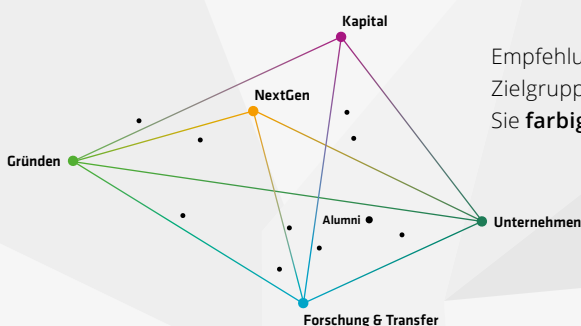 Kapital
Empfehlu
Zielgrupp
Sie farbig
NextGen
Gründen
Alumni
Unternehmen
Forschung & Transfer